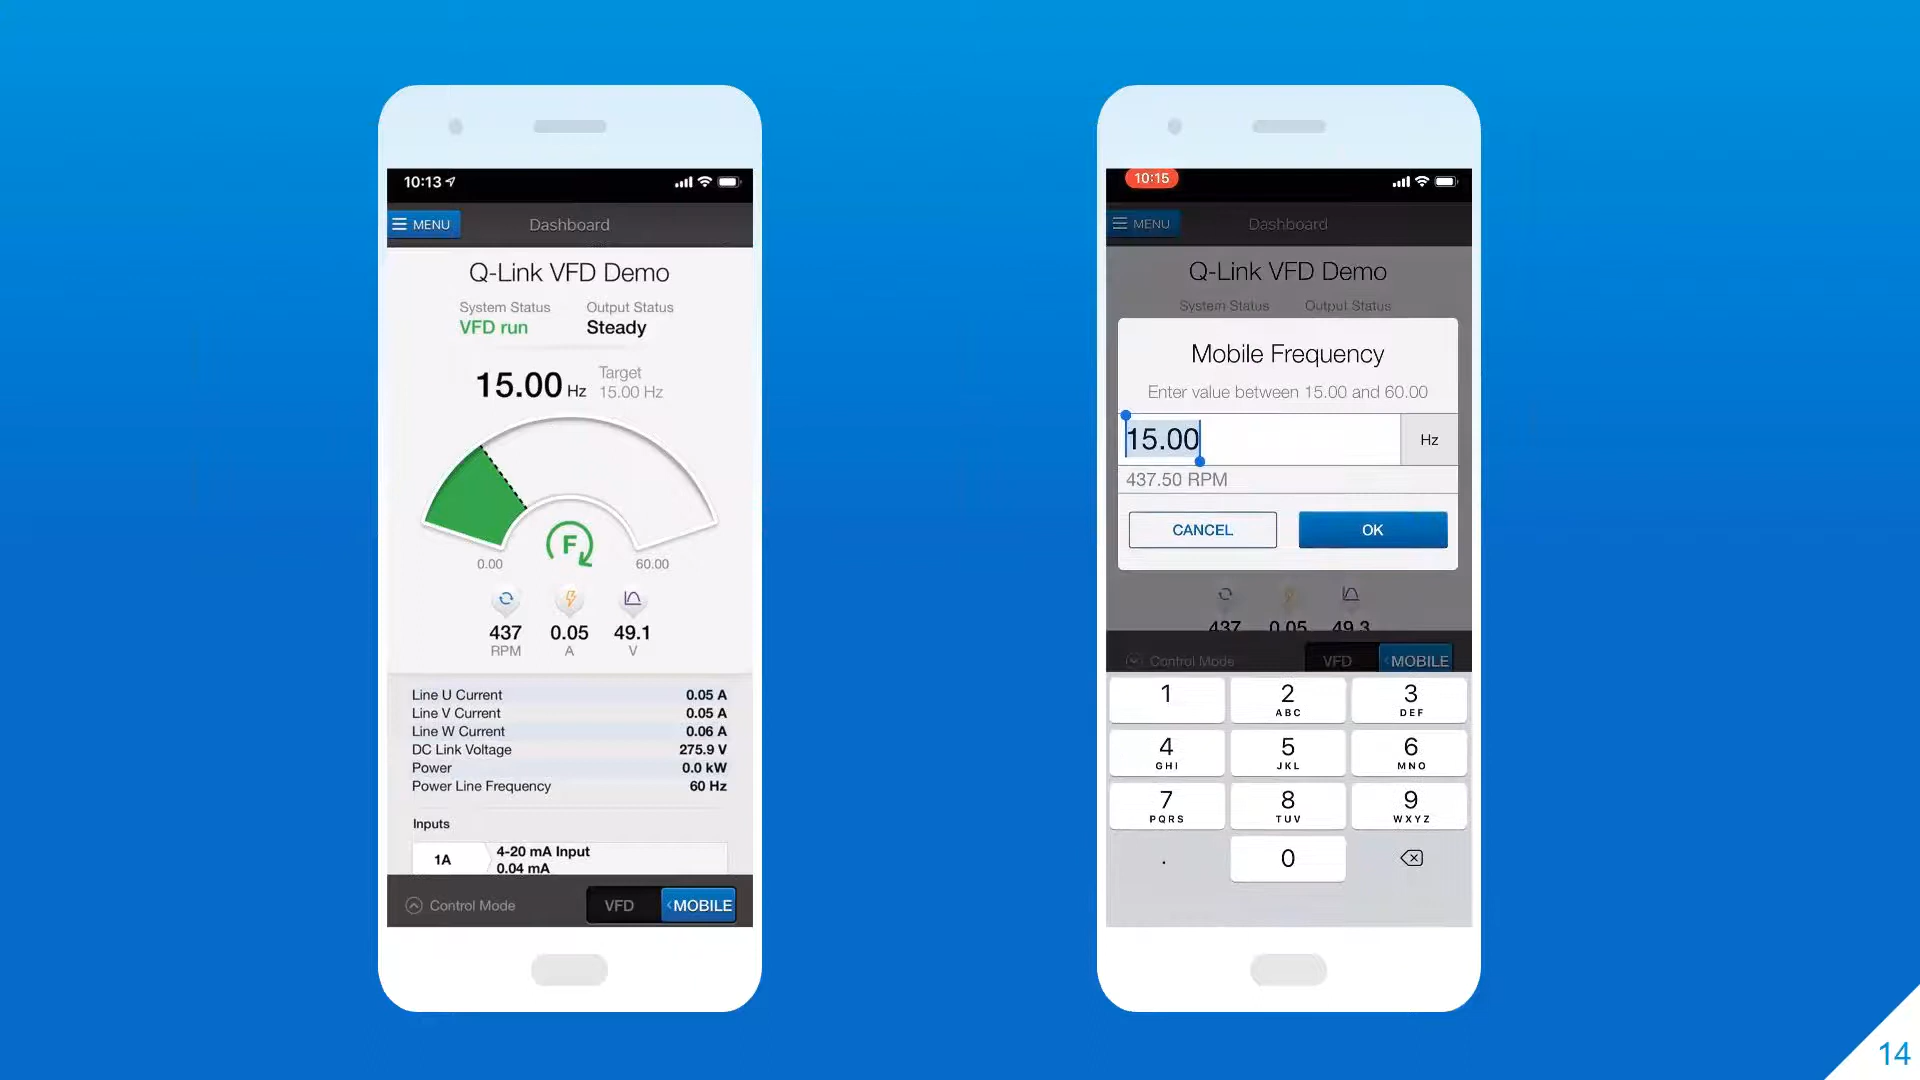 10:13
MENU
Dashboard
Q-Link VFD Demo
System Status Output Status
VFD run Steady
15.00 Hz Target
15.00 Hz
F
0.00 60.00
437 0.05 49.1
RPM A V
Line U Current 0.05 A
Line V Current 0.05 A
Line W Current 0.06 A
DC Link Voltage 275.9 V
Power 0.0 kW
Power Line Frequency 60 Hz
Inputs
1A 4-20 mA Input
0.04 mA
Control Mode VFD MOBILE
10:15
MENU
Dashboard
Q-Link VFD Demo
System Status Output Status
Mobile Frequency
Enter value between 15.00 and 60.00
15.00 Hz
437.50 RPM
CANCEL OK
437 0.05 49.3
Control Mode VFD MOBILE
1 2 3
ABC DEF
4 5 6
GHI JKL MNO
7 8 9
PQRS TUV WXYZ
. 0
14